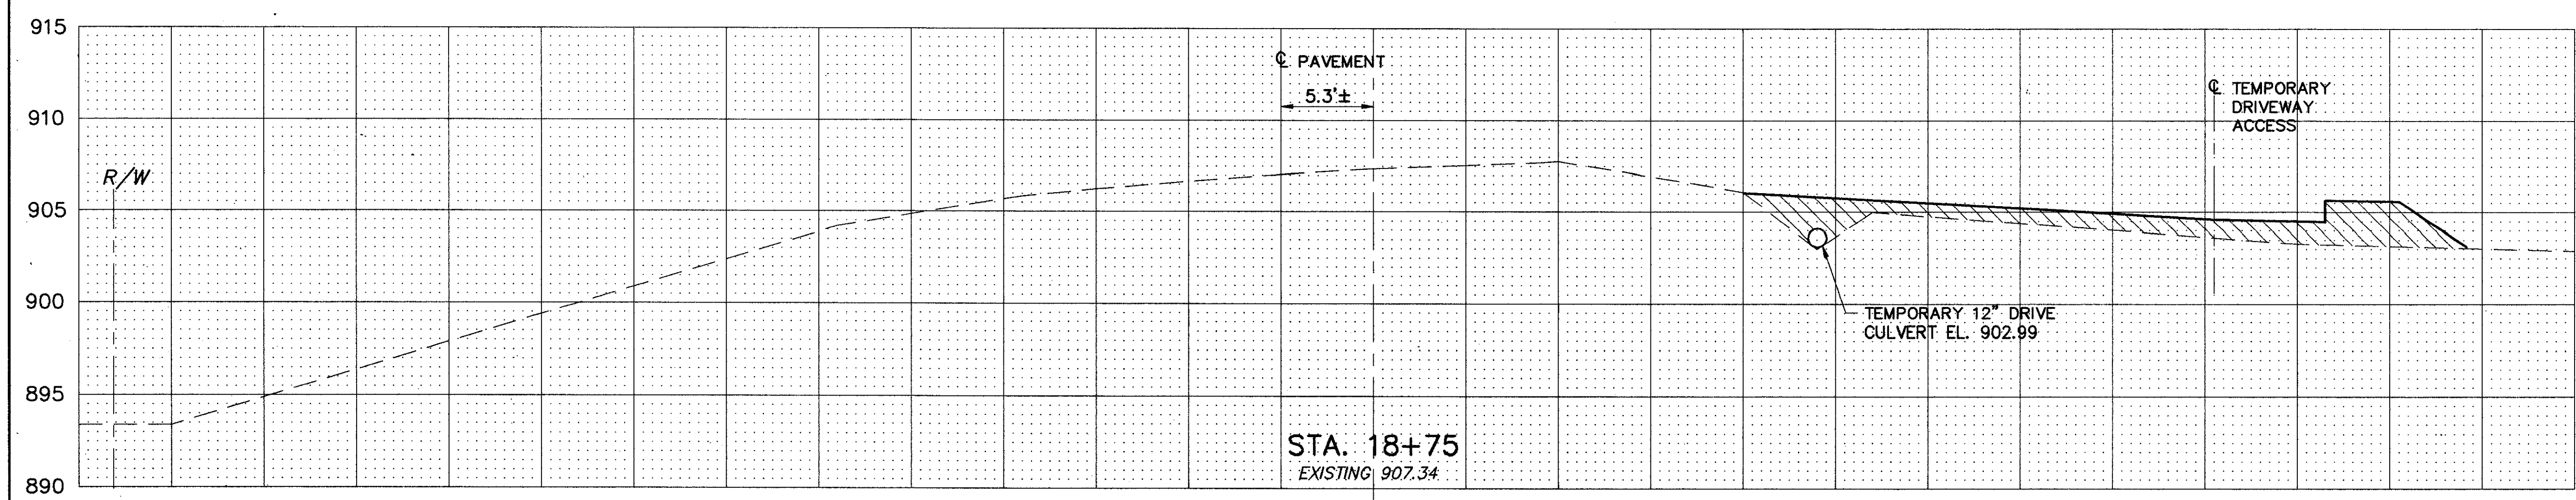 915
℄ PAVEMENT
5.3'±
℄ TEMPORARY
DRIVEWAY
ACCESS
910
R/W
905
900
TEMPORARY 12" DRIVE
CULVERT EL. 902.99
895
STA. 18+75
EXISTING 907.34
890